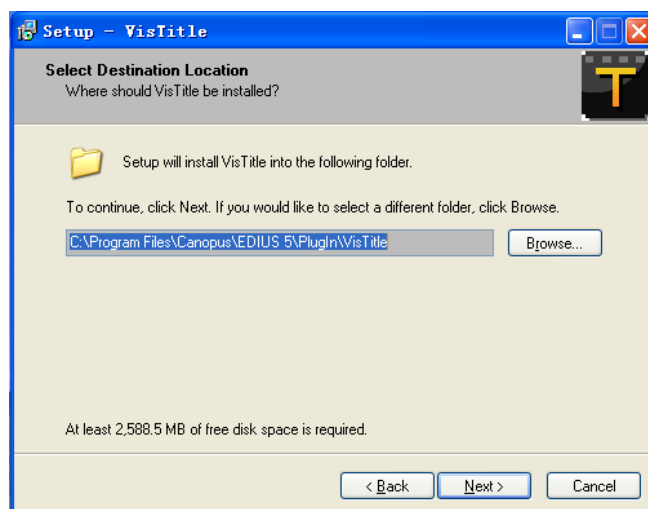 Setup - VisTitle
Select Destination Location
Where should VisTitle be installed?
T
Setup will install VisTitle into the following folder.
To continue, click Next. If you would like to select a different folder, click Browse.
C:\Program Files\Canopus\EDIUS 5\PlugIn\VisTitle
Browse...
At least 2,588.5 MB of free disk space is required.
< Back
Next >
Cancel